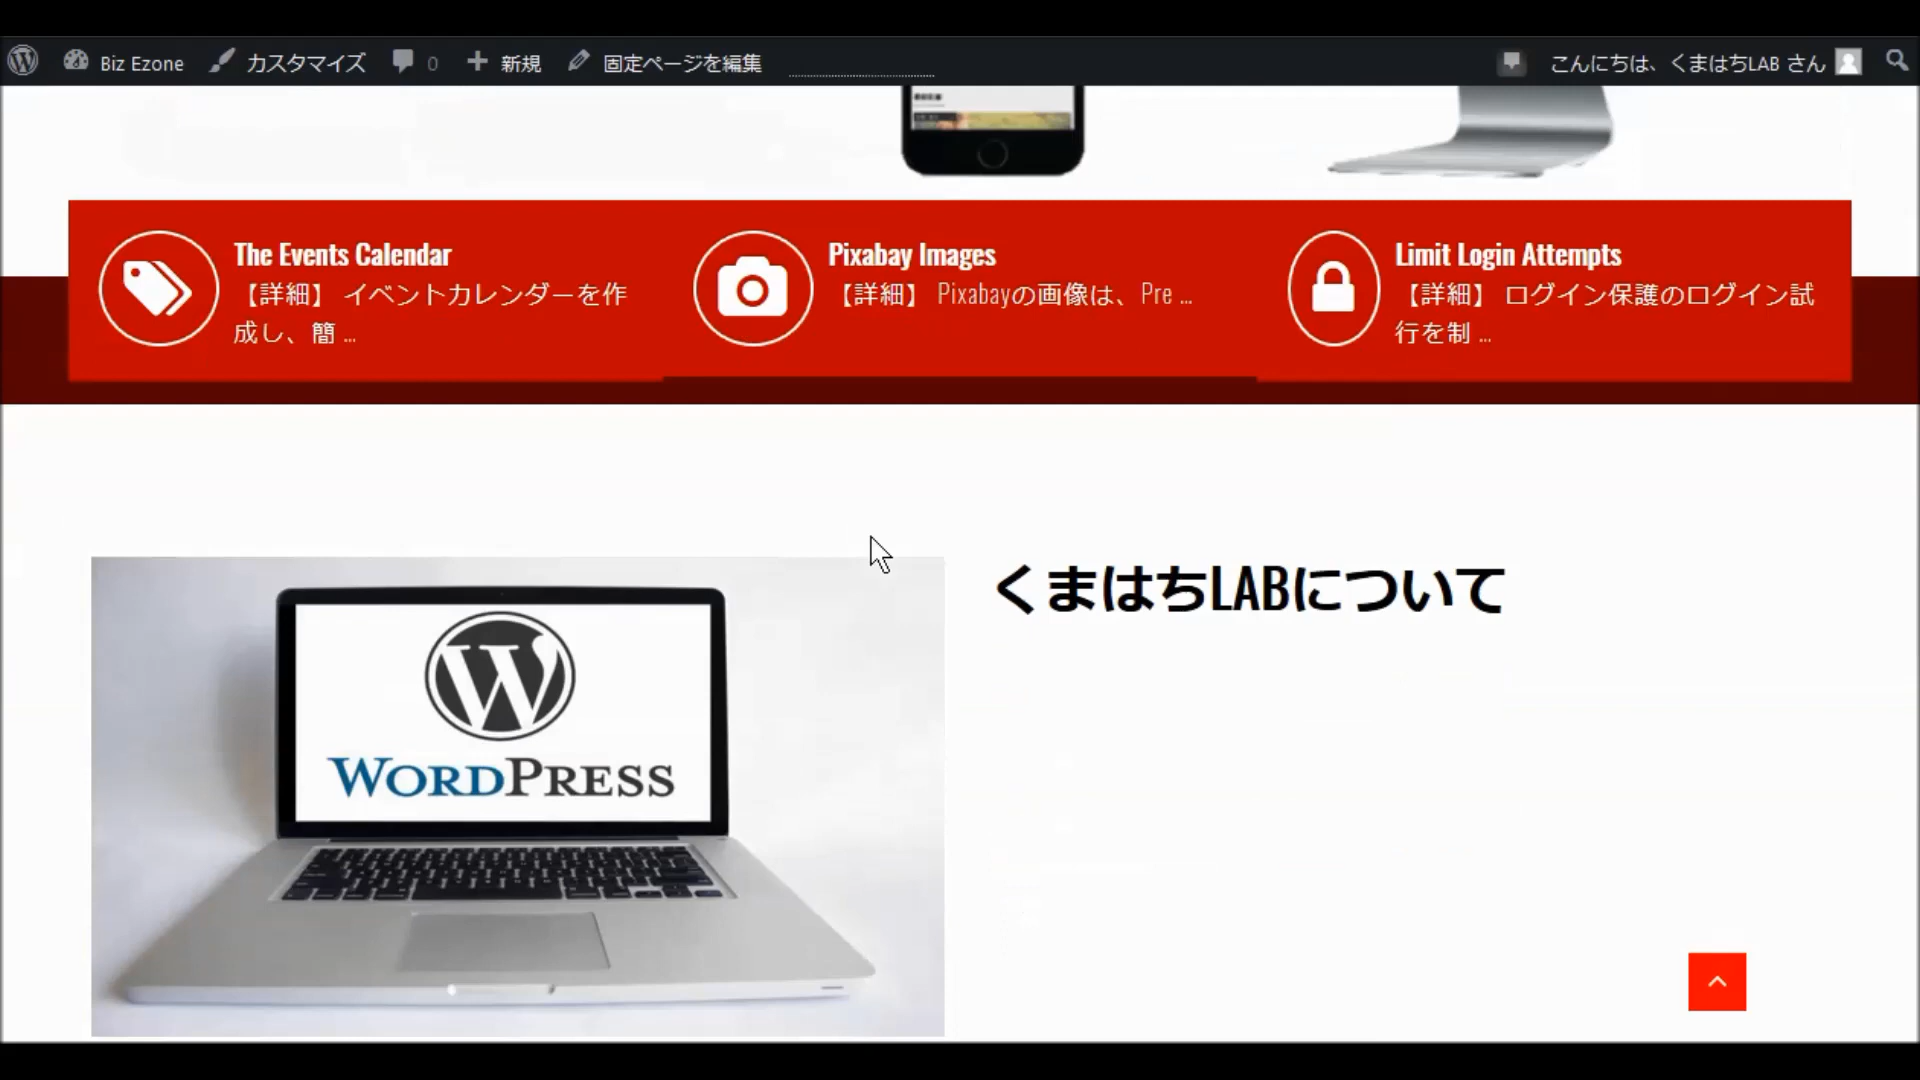 Biz Ezone カスタマイズ 0 新規 固定ページを編集 こんにちは、くまはちLAB さん
The Events Calendar
【詳細】 イベントカレンダーを作
成し、簡 ...
Pixabay Images
【詳細】 Pixabayの画像は、Pre ...
Limit Login Attempts
【詳細】 ログイン保護のログイン試
行を制 ...
くまはちLABについて
W
WORDPRESS